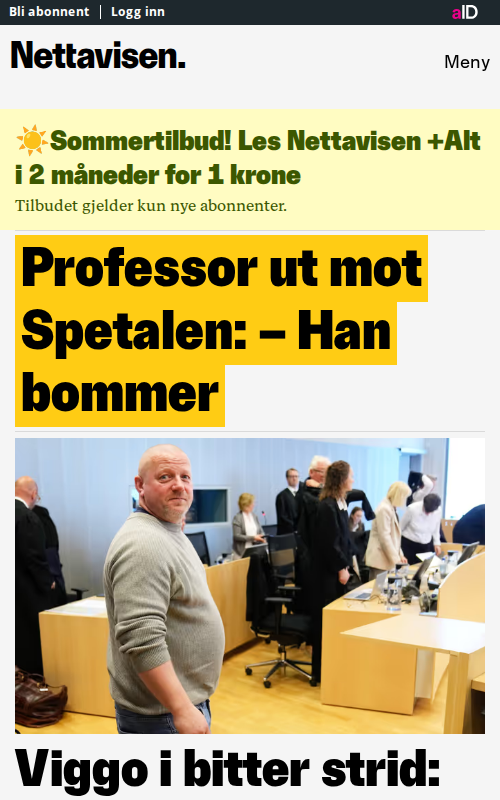 Bli abonnent | Logg inn
aID
Nettavisen.
Meny
☀️Sommertilbud! Les Nettavisen +Alt
i 2 måneder for 1 krone
Tilbudet gjelder kun nye abonnenter.
Professor ut mot
Spetalen: – Han
bommer
Viggo i bitter strid: